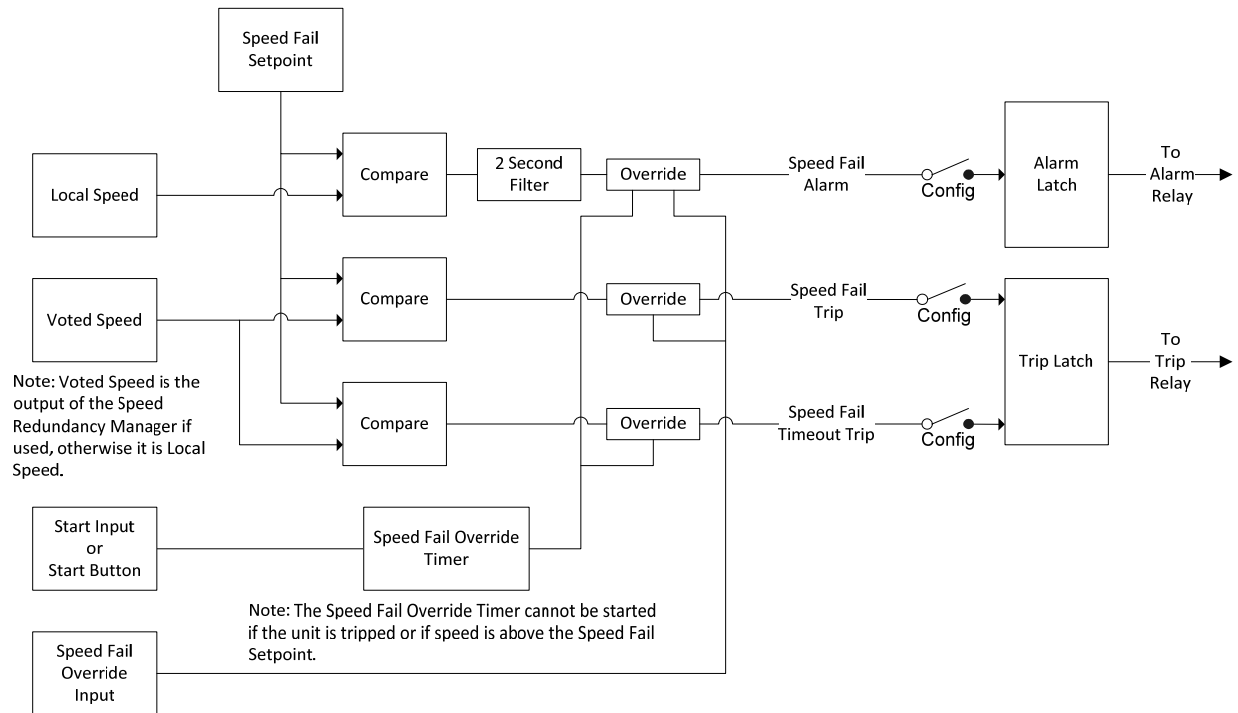 Speed Fail
Setpoint
Local Speed
Compare
2 Second
Filter
Override
Speed Fail
Alarm
Config
Alarm
Latch
To
Alarm
Relay
Voted Speed
Compare
Override
Speed Fail
Trip
Config
Trip Latch
To
Trip
Relay
Note: Voted Speed is the
output of the Speed
Redundancy Manager if
used, otherwise it is Local
Speed.
Compare
Override
Speed Fail
Timeout Trip
Config
Start Input
or
Start Button
Speed Fail Override
Timer
Note: The Speed Fail Override Timer cannot be started
if the unit is tripped or if speed is above the Speed Fail
Setpoint.
Speed Fail
Override
Input